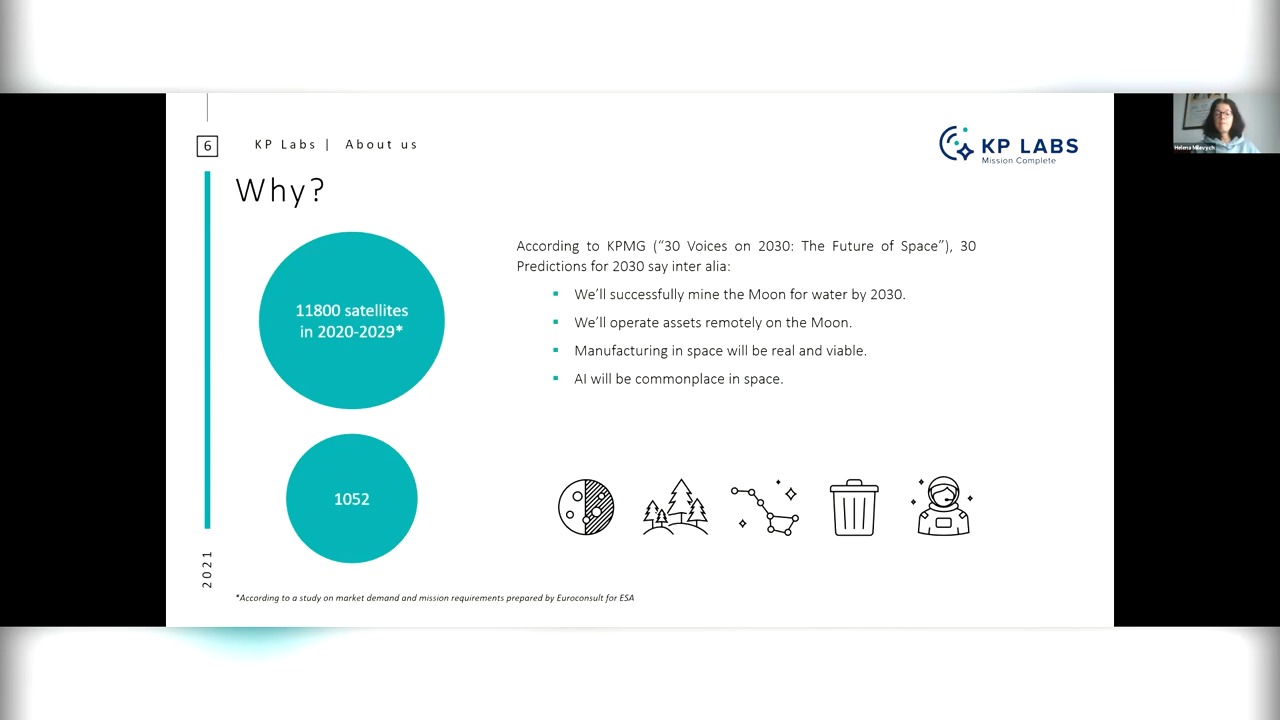 6
KP Labs | About us
KP LABS
Mission Complete
Helena Milevych
Why?
11800 satellites
in 2020-2029*
1052
According to KPMG (“30 Voices on 2030: The Future of Space”), 30
Predictions for 2030 say inter alia:
▪ We’ll successfully mine the Moon for water by 2030.
▪ We’ll operate assets remotely on the Moon.
▪ Manufacturing in space will be real and viable.
▪ AI will be commonplace in space.
2021
*According to a study on market demand and mission requirements prepared by Euroconsult for ESA